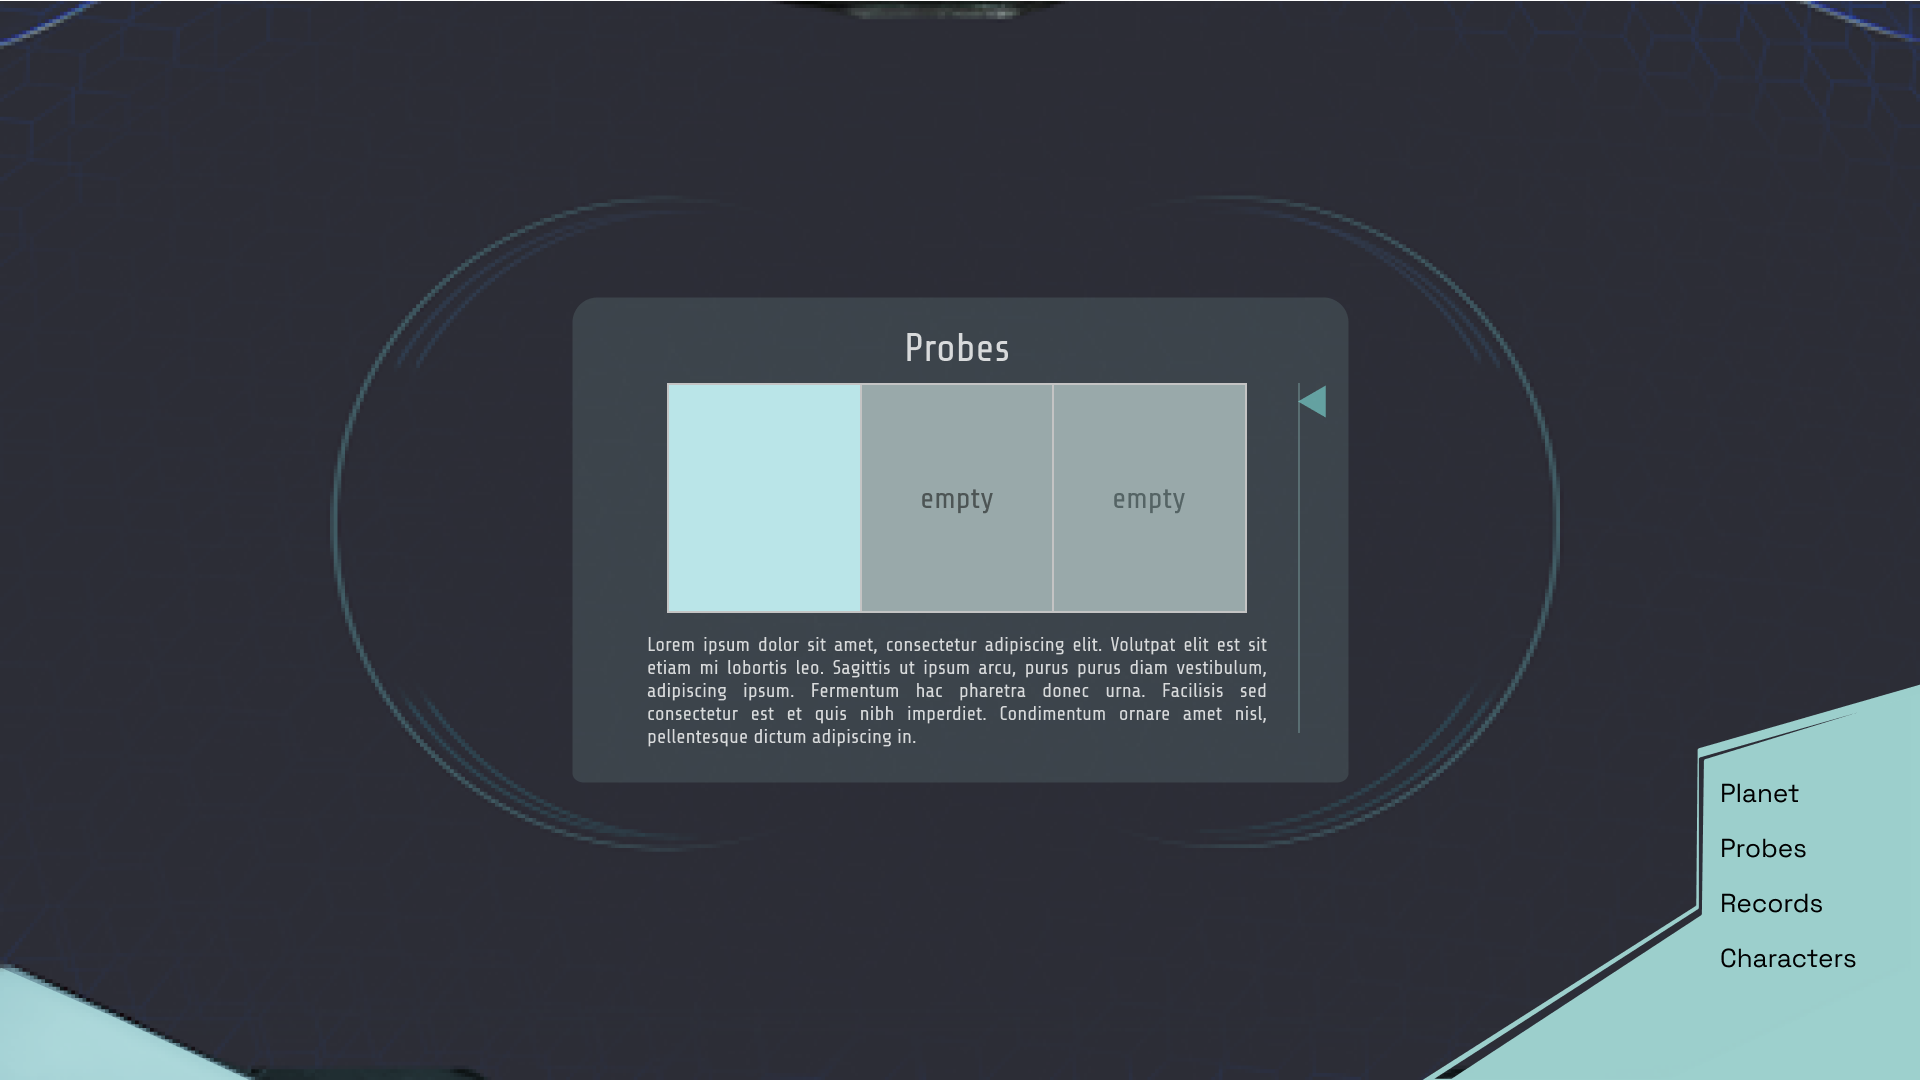 Probes
empty empty
Lorem ipsum dolor sit amet, consectetur adipiscing elit. Volutpat elit est sit
etiam mi lobortis leo. Sagittis ut ipsum arcu, purus purus diam vestibulum,
adipiscing ipsum. Fermentum hac pharetra donec urna. Facilisis sed
consectetur est et quis nibh imperdiet. Condimentum ornare amet nisl,
pellentesque dictum adipiscing in.
Planet
Probes
Records
Characters